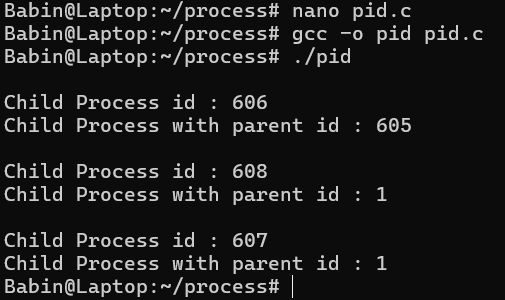 Babin@Laptop:~/process# nano pid.c
Babin@Laptop:~/process# gcc -o pid pid.c
Babin@Laptop:~/process# ./pid
Child Process id : 606
Child Process with parent id : 605
Child Process id : 608
Child Process with parent id : 1
Child Process id : 607
Child Process with parent id : 1
Babin@Laptop:~/process#